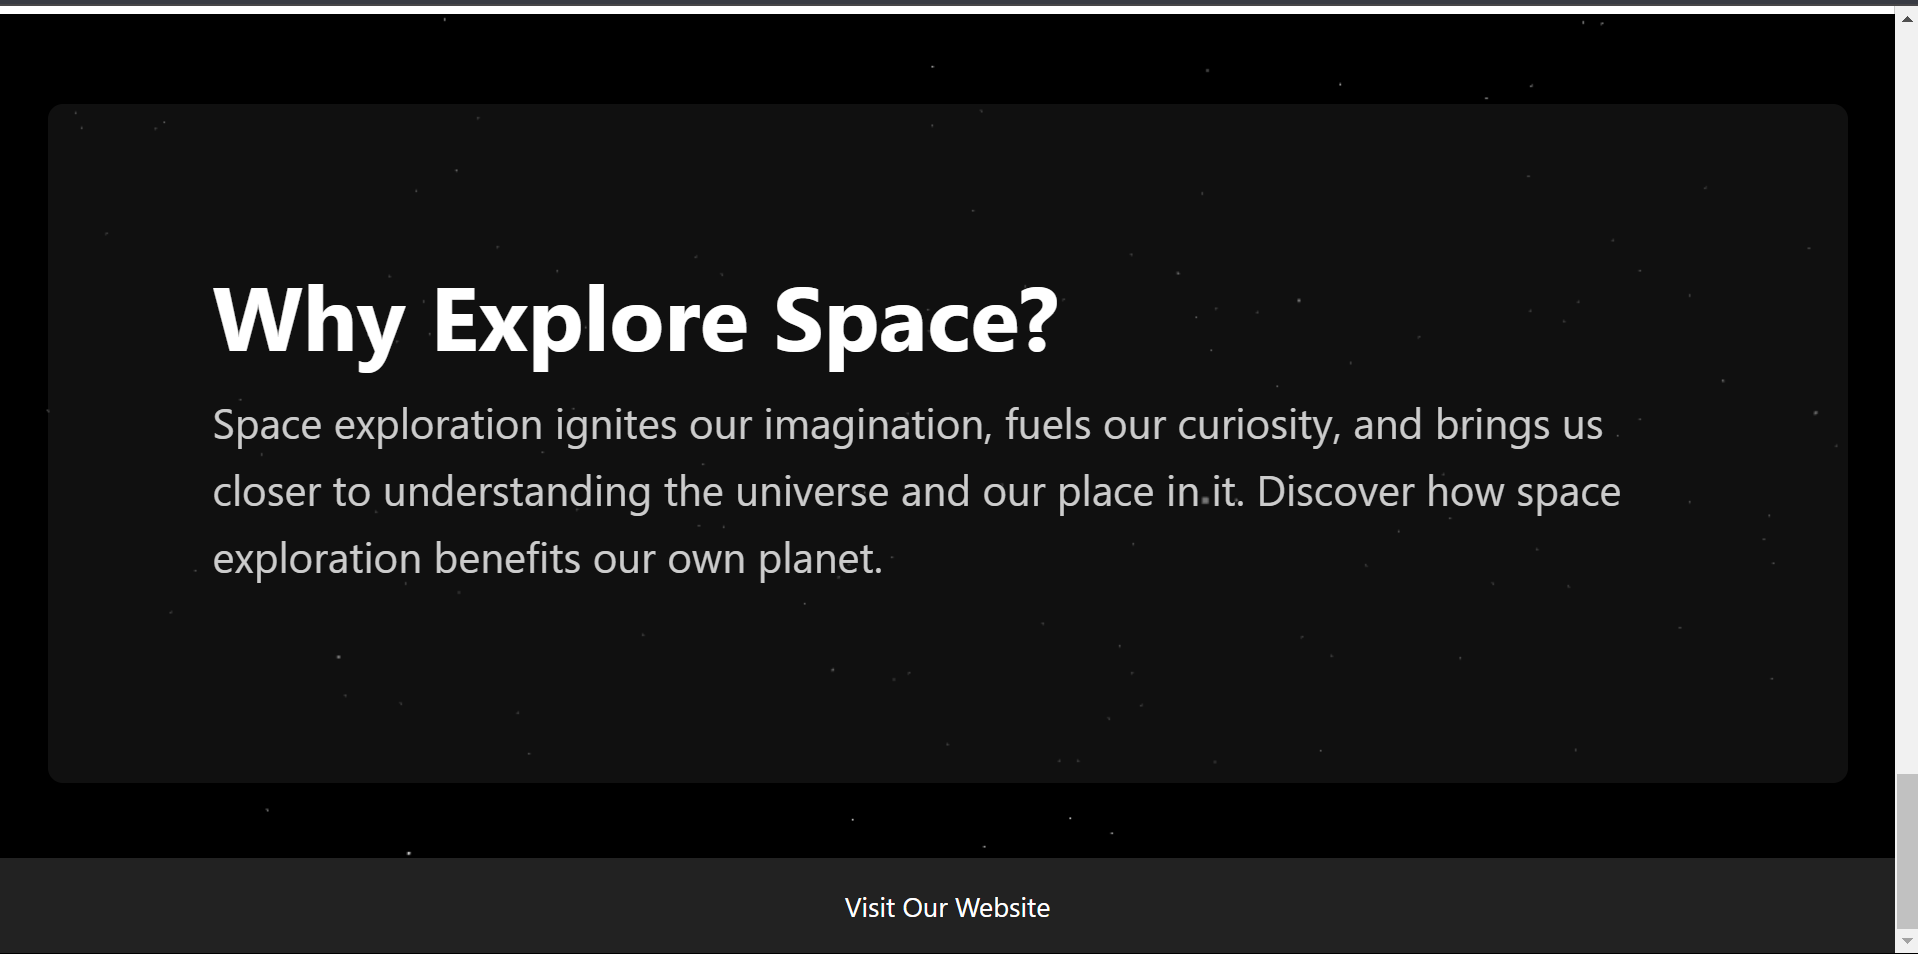 Why Explore Space?
Space exploration ignites our imagination, fuels our curiosity, and brings us
closer to understanding the universe and our place in it. Discover how space
exploration benefits our own planet.
Visit Our Website